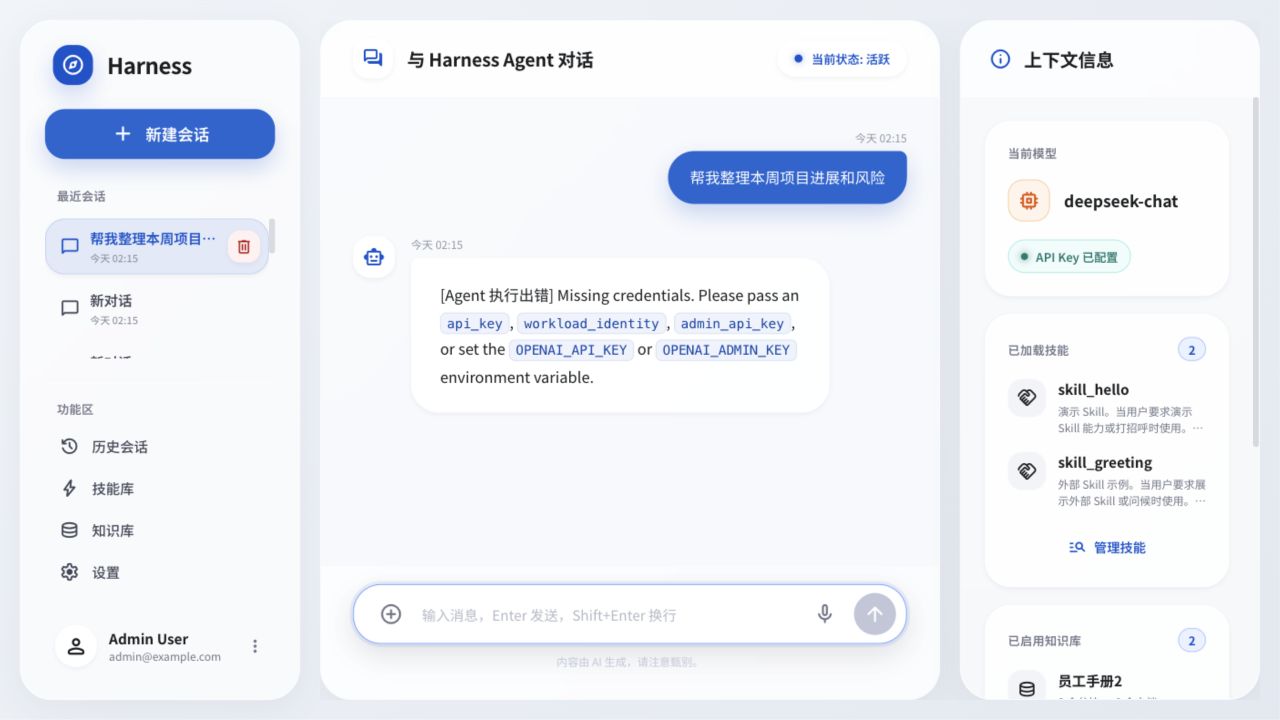 Harness
新建会话
最近会话
帮我整理本周项目…
今天 02:15
新对话
今天 02:15
功能区
历史会话
技能库
知识库
设置
Admin User
admin@example.com
与 Harness Agent 对话
当前状态: 活跃
今天 02:15
帮我整理本周项目进展和风险
今天 02:15
[Agent 执行出错] Missing credentials. Please pass an
api_key, workload_identity, admin_api_key,
or set the OPENAI_API_KEY or OPENAI_ADMIN_KEY
environment variable.
输入消息，Enter 发送，Shift+Enter 换行
内容由 AI 生成，请注意甄别。
上下文信息
当前模型
deepseek-chat
API Key 已配置
已加载技能
2
skill_hello
演示 Skill。当用户要求演示
Skill 能力或打招呼时使用。…
skill_greeting
外部 Skill 示例。当用户要求展
示外部 Skill 或问候时使用。…
管理技能
已启用知识库
2
员工手册2